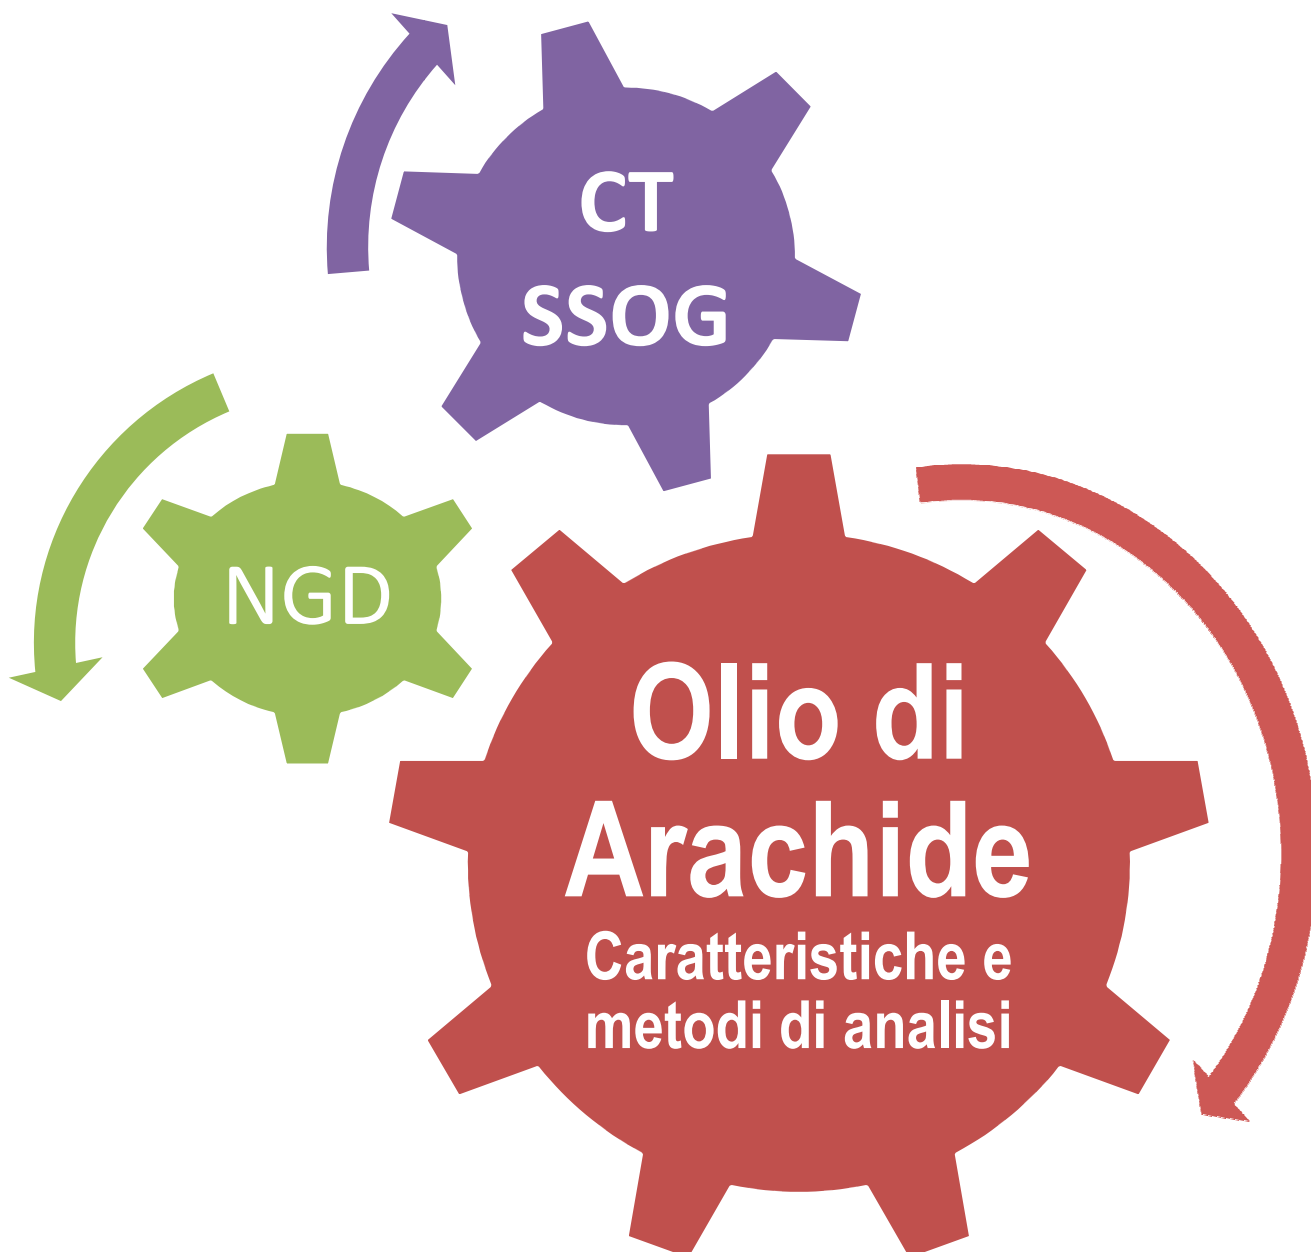 CT
SSOG
NGD
Olio di
Arachide
Caratteristiche e
metodi di analisi